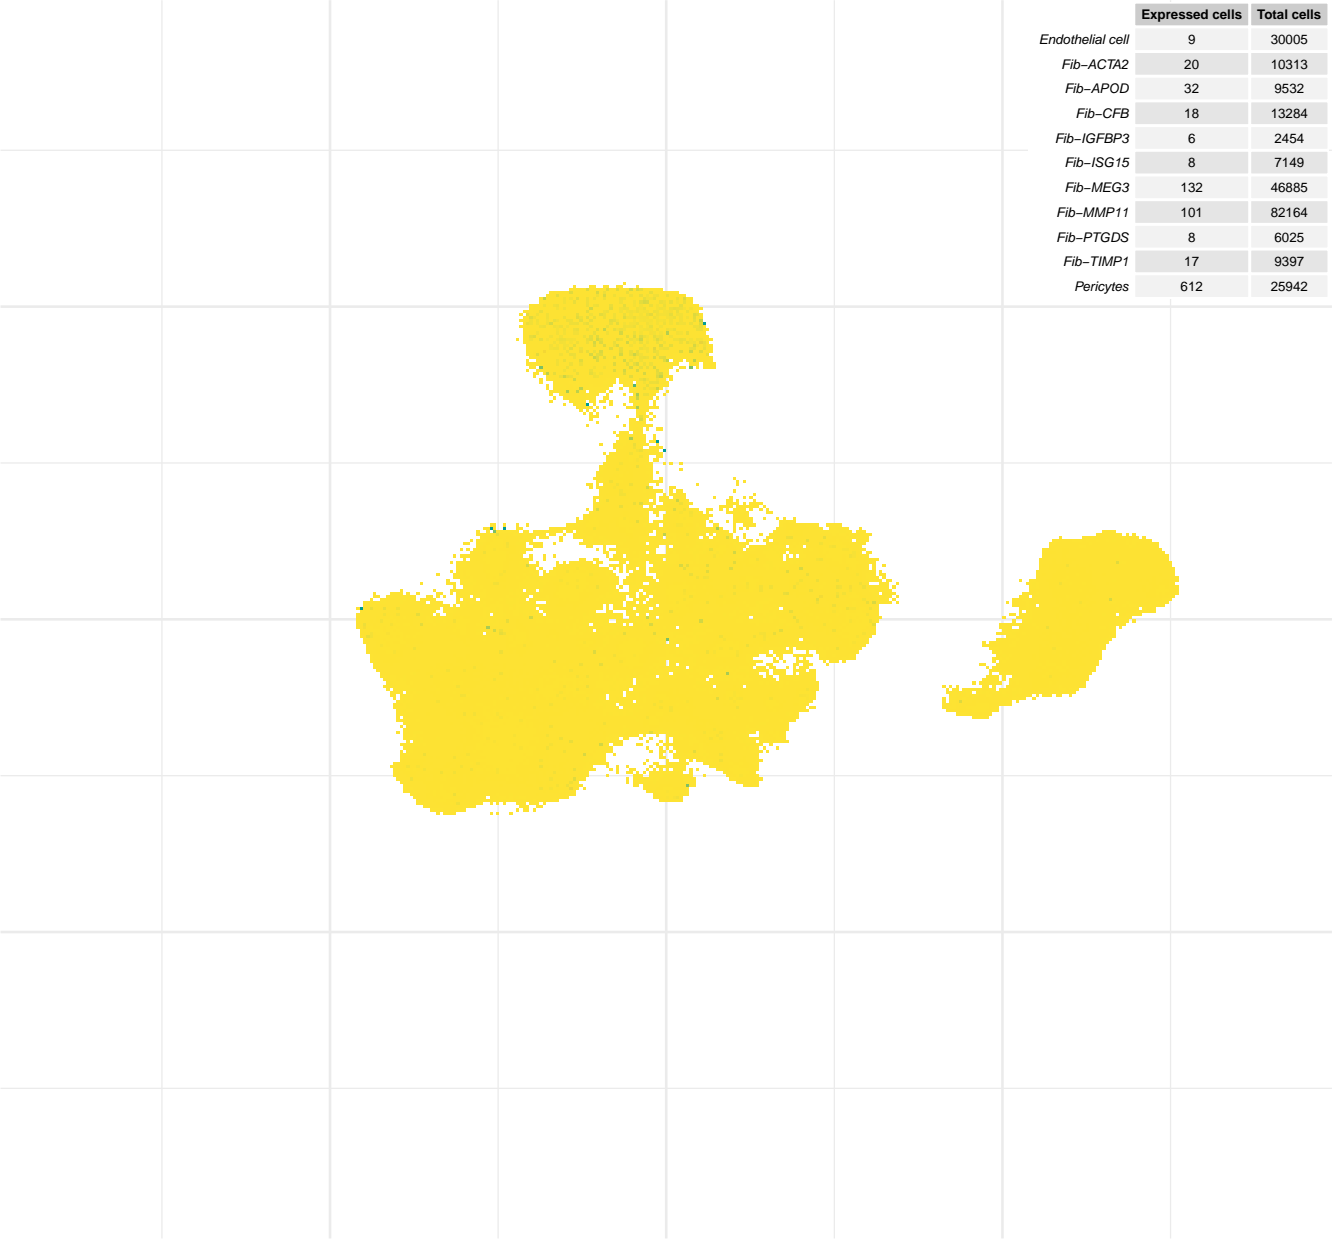 Expressed cells Total cells
Endothelial cell 9 30005
Fib−ACTA2 20 10313
Fib−APOD 32 9532
Fib−CFB 18 13284
Fib−IGFBP3 6 2454
Fib−ISG15 8 7149
Fib−MEG3 132 46885
Fib−MMP11 101 82164
Fib−PTGDS 8 6025
Fib−TIMP1 17 9397
Pericytes 612 25942